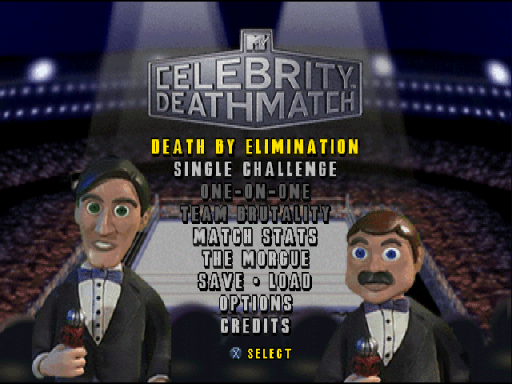 MTV
CELEBRITY
DEATHMATCH
DEATH BY ELIMINATION
SINGLE CHALLENGE
ONE-ON-ONE
TEAM BRUTALITY
MATCH STATS
THE MORGUE
SAVE • LOAD
OPTIONS
CREDITS
X SELECT